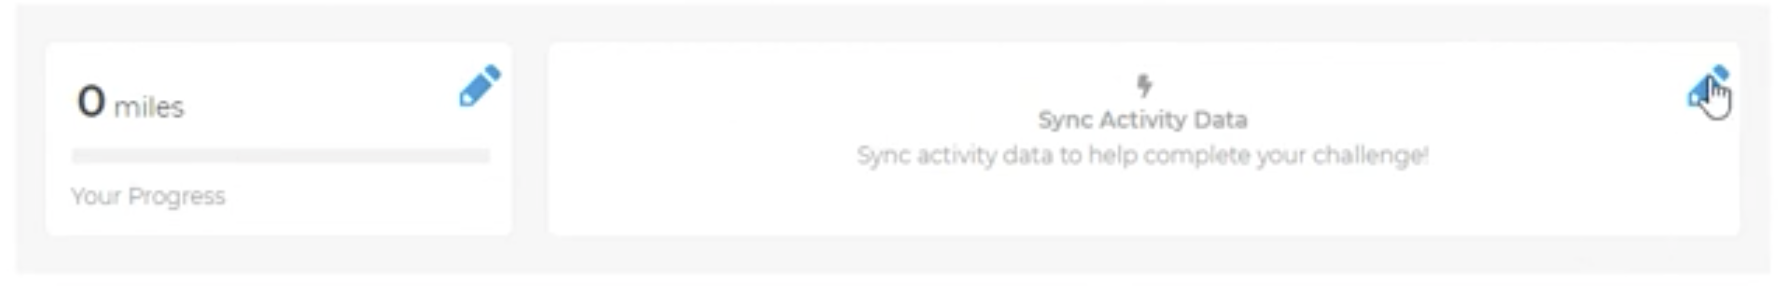 0 miles
Your Progress
Sync Activity Data
Sync activity data to help complete your challenge!